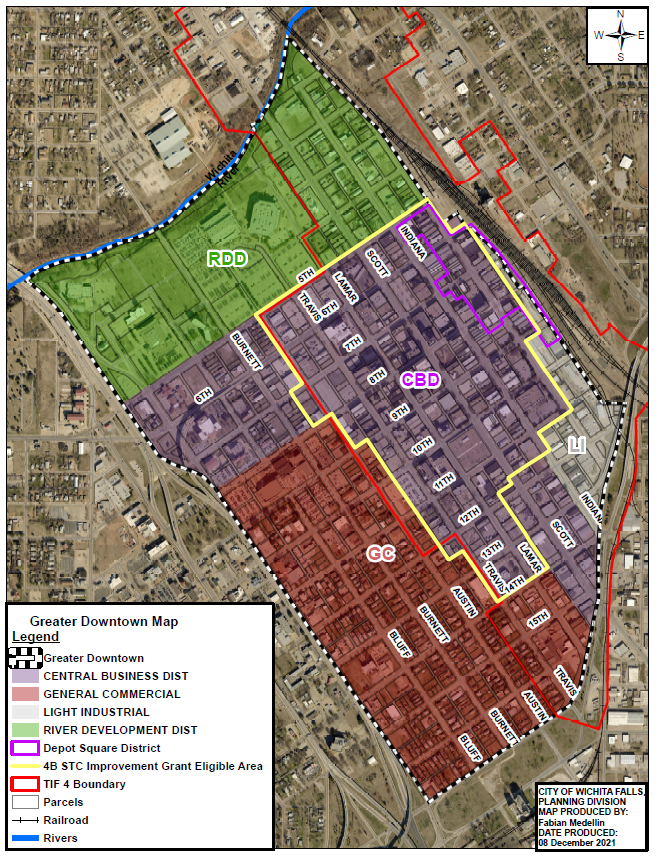 N
W E
S
Wichita
River
RDD
5TH
INDIANA
SCOTT
LAMAR
TRAVIS
6TH
7TH
BURNETT
6TH
8TH
CBD
9TH
10TH
LI
11TH
INDIANA
12TH
SCOTT
13TH
LAMAR
GC
TRAVIS
14TH
AUSTIN
15TH
BURNETT
BLUFF
TRAVIS
AUSTIN
BURNETT
BLUFF
Greater Downtown Map
Legend
Greater Downtown
CENTRAL BUSINESS DIST
GENERAL COMMERCIAL
LIGHT INDUSTRIAL
RIVER DEVELOPMENT DIST
Depot Square District
4B STC Improvement Grant Eligible Area
TIF 4 Boundary
Parcels
Railroad
Rivers
CITY OF WICHITA FALLS,
PLANNING DIVISION
MAP PRODUCED BY:
Fabian Medellin
DATE PRODUCED:
08 December 2021